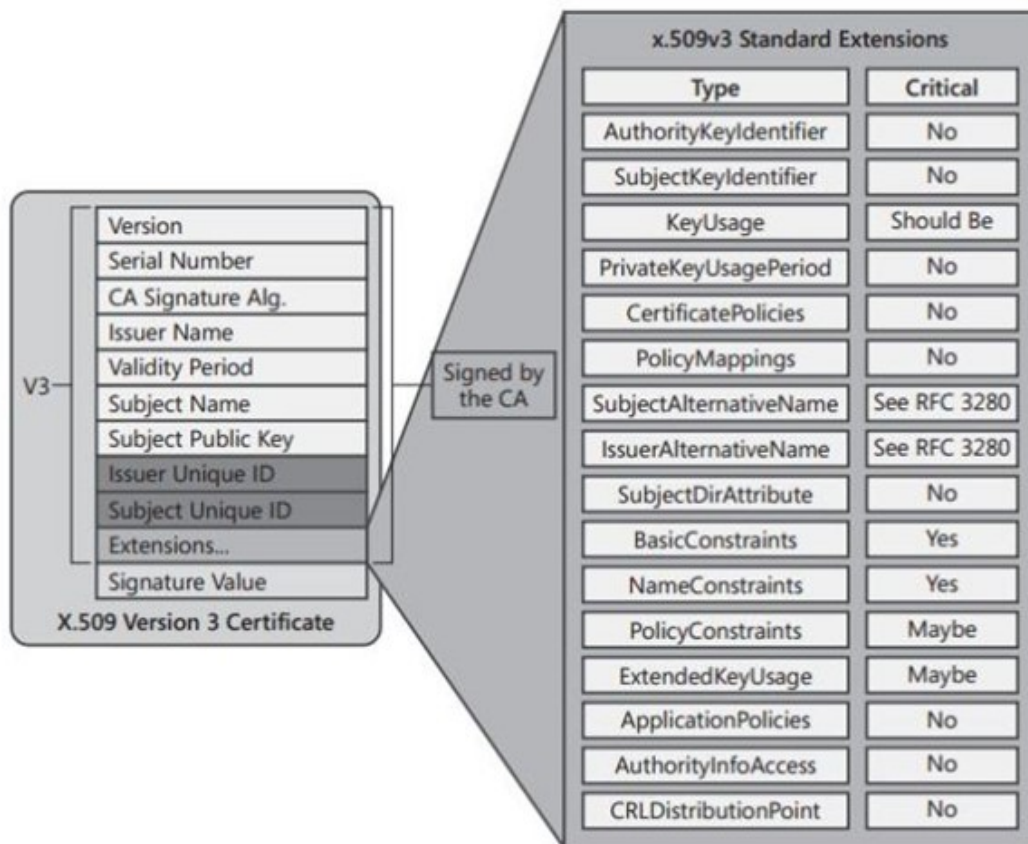 x.509v3 Standard Extensions
Type Critical
AuthorityKeyIdentifier No
SubjectKeyIdentifier No
KeyUsage Should Be
PrivateKeyUsagePeriod No
CertificatePolicies No
PolicyMappings No
SubjectAlternativeName See RFC 3280
IssuerAlternativeName See RFC 3280
SubjectDirAttribute No
BasicConstraints Yes
NameConstraints Yes
PolicyConstraints Maybe
ExtendedKeyUsage Maybe
ApplicationPolicies No
AuthorityInfoAccess No
CRLDistributionPoint No
V3
Version
Serial Number
CA Signature Alg.
Issuer Name
Validity Period
Subject Name
Subject Public Key
Issuer Unique ID
Subject Unique ID
Extensions...
Signature Value
X.509 Version 3 Certificate
Signed by
the CA